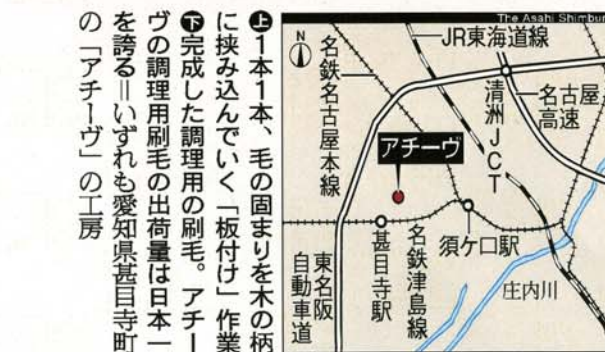 上1本1本、毛の固まりを木の柄
に挟み込んでいく「板付け」作業
下完成した調理用の刷毛。アチー
ヴの調理用刷毛の出荷量は日本一
を誇る＝いずれも愛知県甚目寺町
の「アチーヴ」の工房
The Asahi Shimbun
N
JR東海道線
名鉄名古屋本線
清洲JCT
名古屋高速
アチーヴ
須ケ口駅
甚目寺駅
名鉄津島線
東名阪
自動車道
庄内川